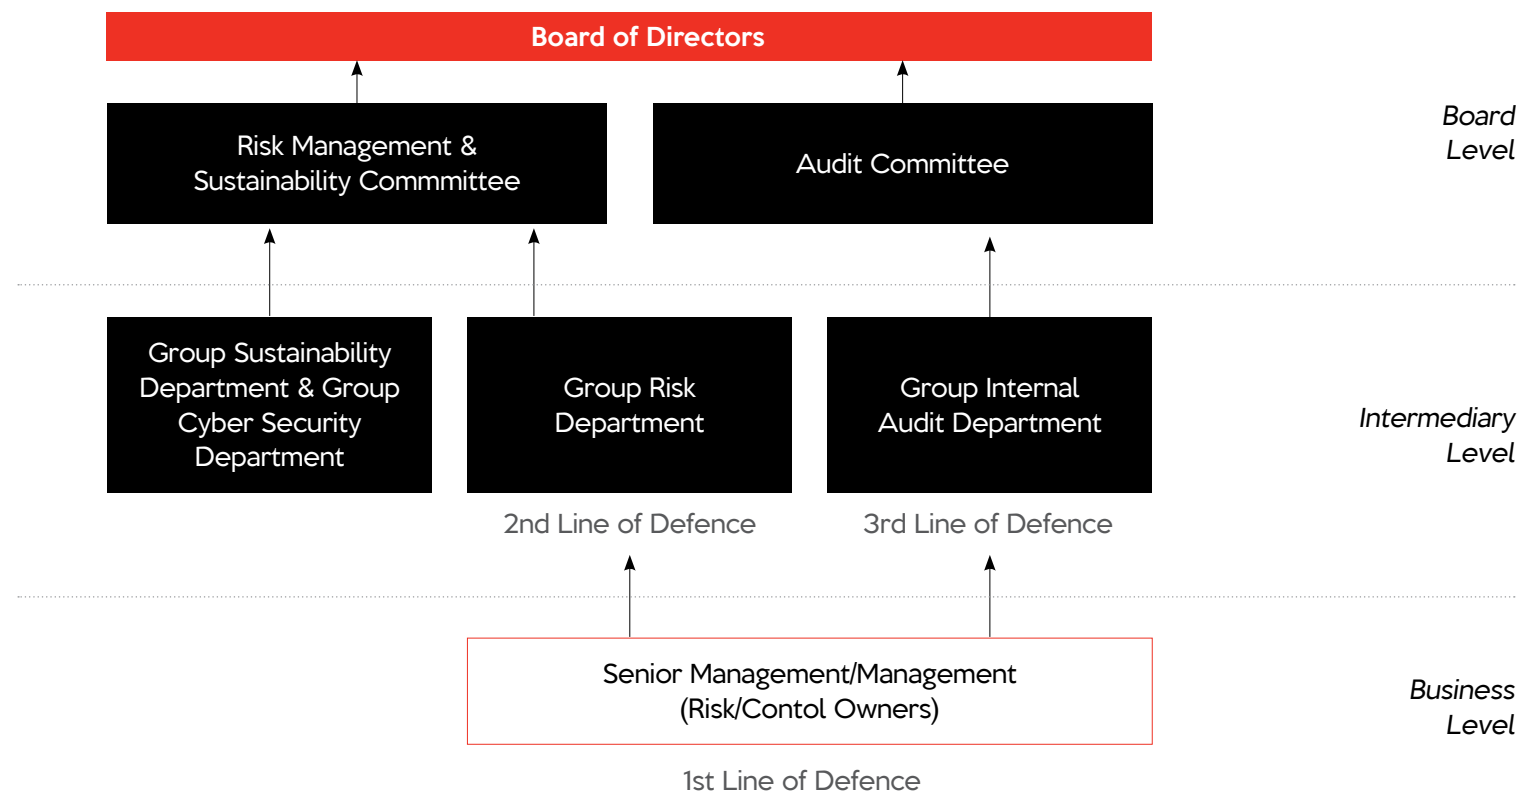 Board of Directors
Risk Management &
Sustainability Commmittee
Audit Committee
Board
Level
Group Sustainability
Department & Group
Cyber Security
Department
Group Risk
Department
Group Internal
Audit Department
Intermediary
Level
2nd Line of Defence
3rd Line of Defence
Senior Management/Management
(Risk/Contol Owners)
Business
Level
1st Line of Defence